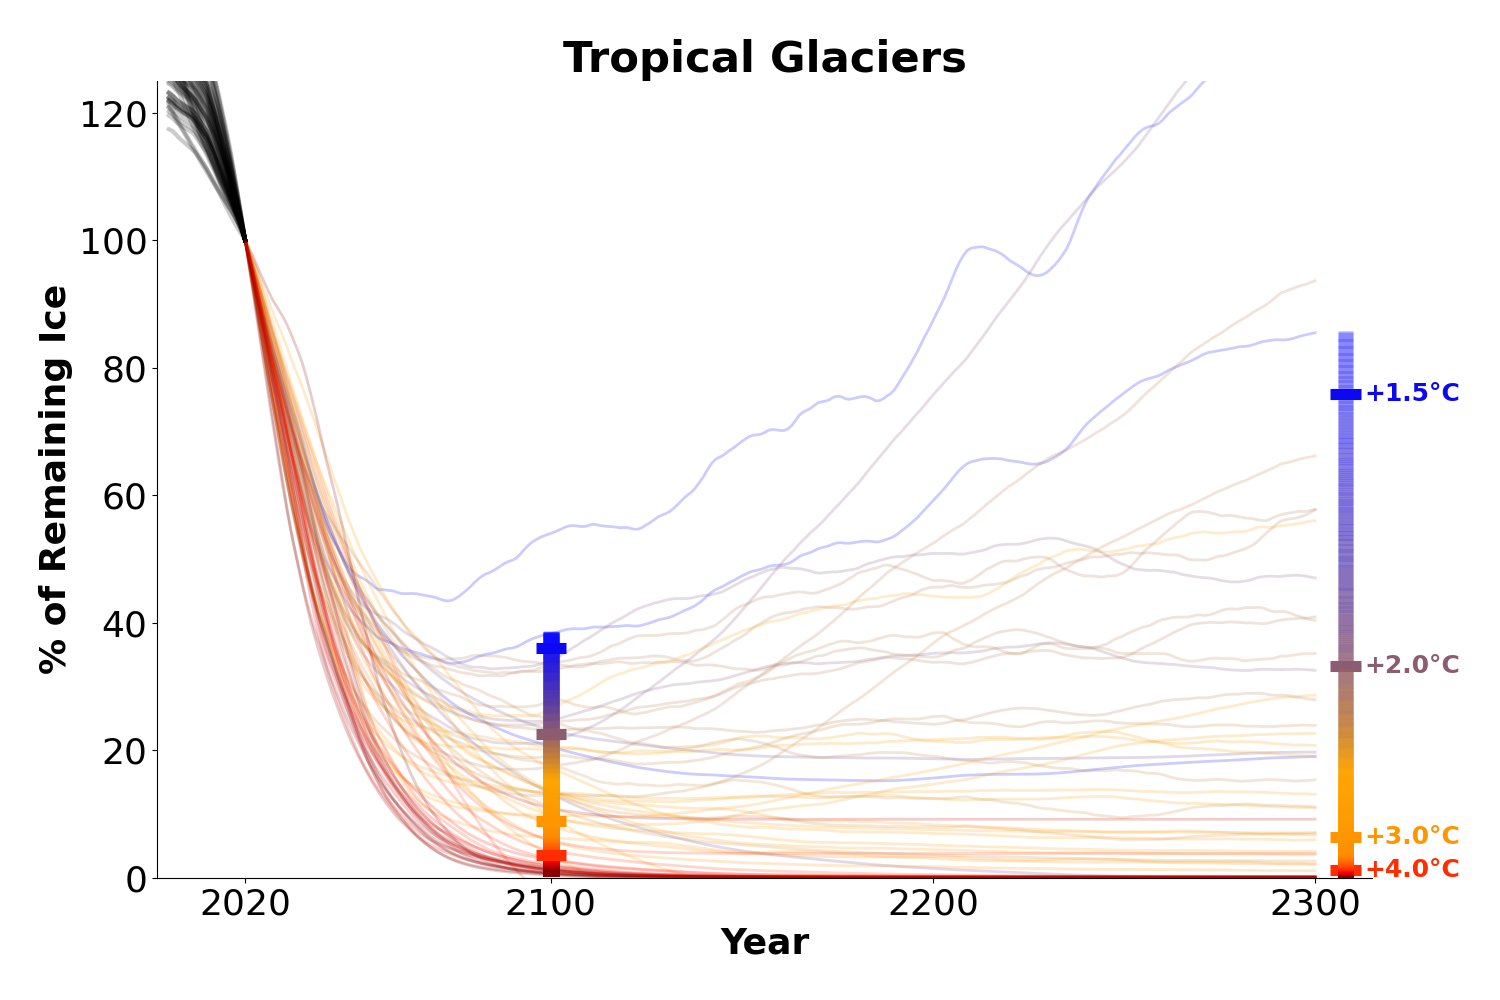 Tropical Glaciers
% of Remaining Ice
120
100
80
60
40
20
0
+1.5°C
+2.0°C
+3.0°C
+4.0°C
2020 2100 2200 2300
Year